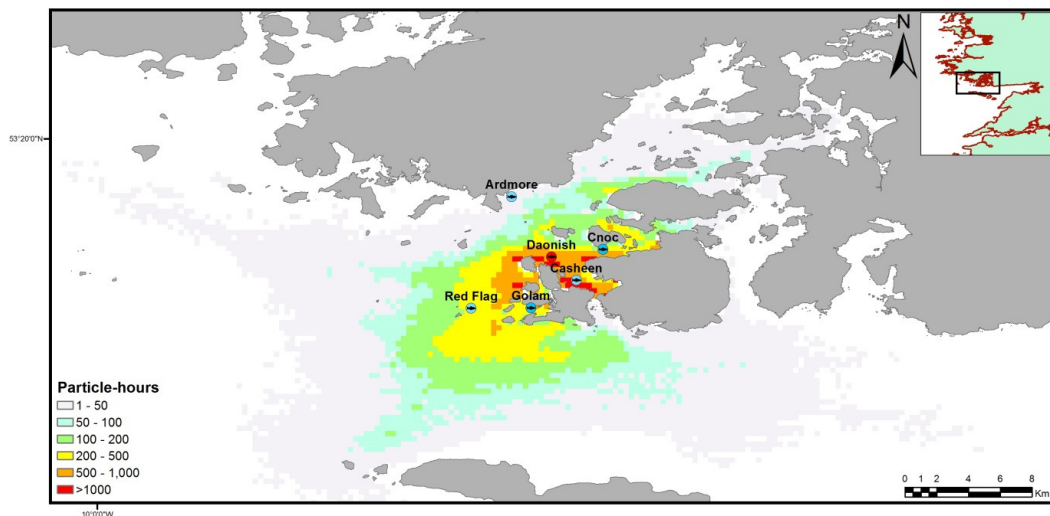 N
53°20'0"N
Ardmore
Cnoc
Daonish
Casheen
Red Flag
Golam
Particle-hours
1 - 50
50 - 100
100 - 200
200 - 500
500 - 1,000
>1000
0 1 2 4 6 8
Km
10°0'0"W